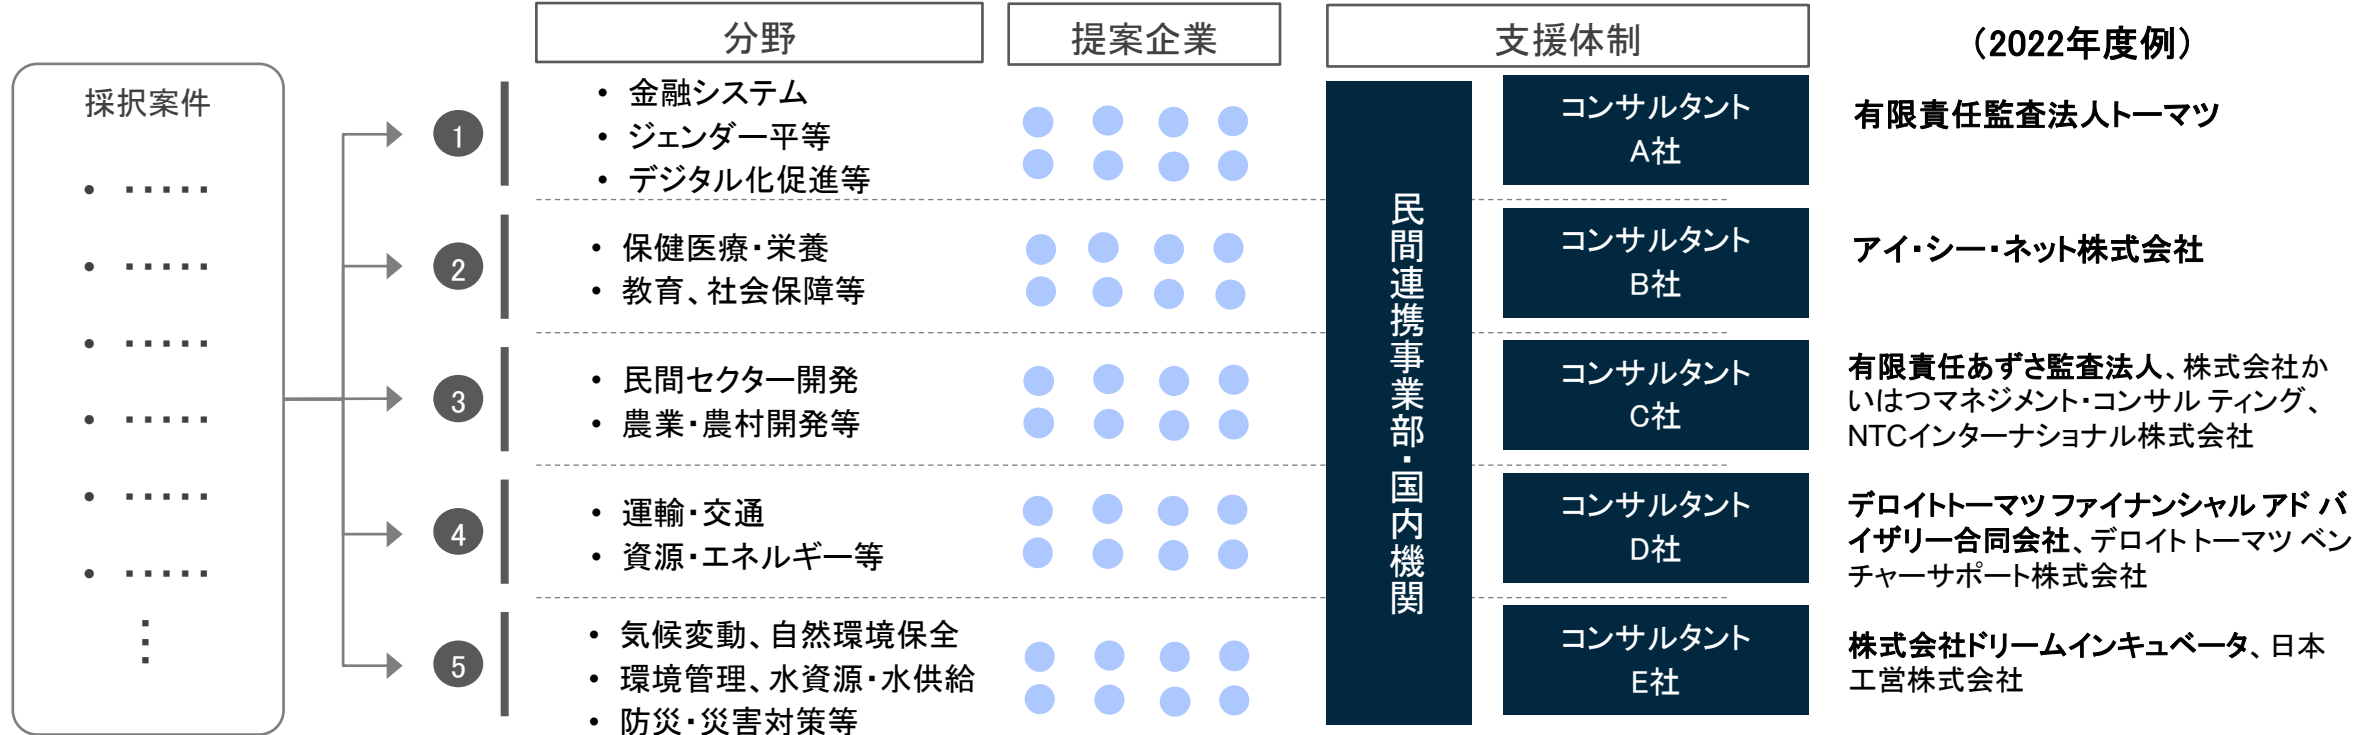 分野
提案企業
支援体制
（2022年度例）
採択案件
• ・・・・・
• ・・・・・
• ・・・・・
• ・・・・・
• ・・・・・
• ・・・・・
⋮
1
• 金融システム
• ジェンダー平等
• デジタル化促進等
2
• 保健医療・栄養
• 教育、社会保障等
3
• 民間セクター開発
• 農業・農村開発等
4
• 運輸・交通
• 資源・エネルギー等
5
• 気候変動、自然環境保全
• 環境管理、水資源・水供給
• 防災・災害対策等
民間連携事業部・国内機関
コンサルタント
A社
有限責任監査法人トーマツ
コンサルタント
B社
アイ・シー・ネット株式会社
コンサルタント
C社
有限責任あずさ監査法人、株式会社か
いはつマネジメント・コンサル ティング、
NTCインターナショナル株式会社
コンサルタント
D社
デロイトトーマツ ファイナンシャル アド バ
イザリー合同会社、デロイト トーマツ ベン
チャーサポート株式会社
コンサルタント
E社
株式会社ドリームインキュベータ、日本
工営株式会社